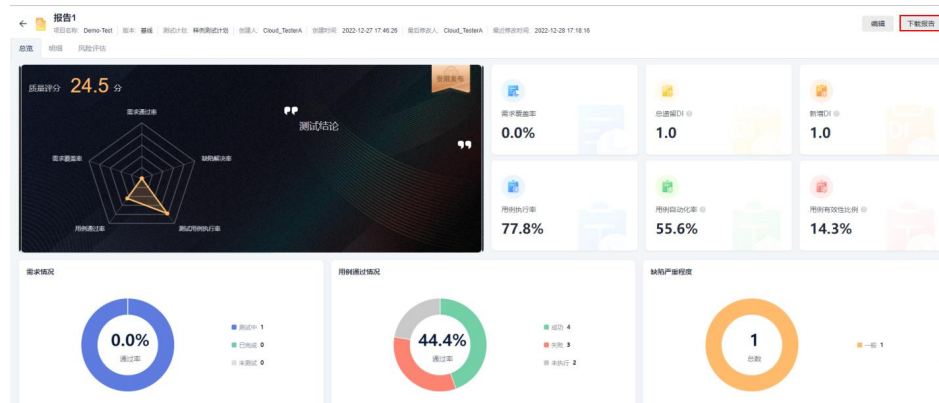 报告1
编辑 下载报告
项目名称: Demo-Test 版本: 基线 测试计划: 样例测试计划 创建人: Cloud_TesterA 创建时间: 2022-12-27 17:46:26 最后修改人: Cloud_TesterA 最近修改时间: 2022-12-28 17:18:16
总览 明细 风险评估
质量评分 24.5 分
受限发布
需求通过率
需求覆盖率
缺陷解决率
用例通过率
测试用例执行率
测试结论
需求覆盖率
0.0%
总遗留DI
1.0
新增DI
1.0
用例执行率
77.8%
用例自动化率
55.6%
用例有效性比例
14.3%
需求情况
0.0%
通过率
测试中 1
已完成 0
未测试 0
用例通过情况
44.4%
通过率
成功 4
失败 3
未执行 2
缺陷严重程度
1
总数
一般 1